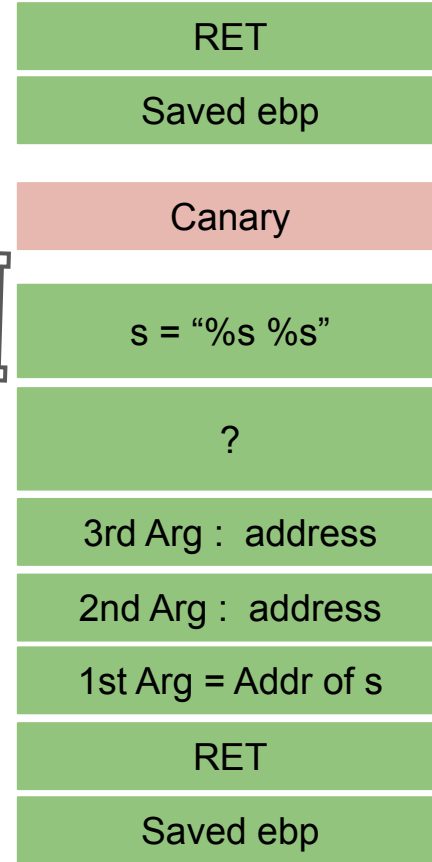 RET
Saved ebp
Canary
s = “%s %s”
?
3rd Arg : address
2nd Arg : address
1st Arg = Addr of s
RET
Saved ebp